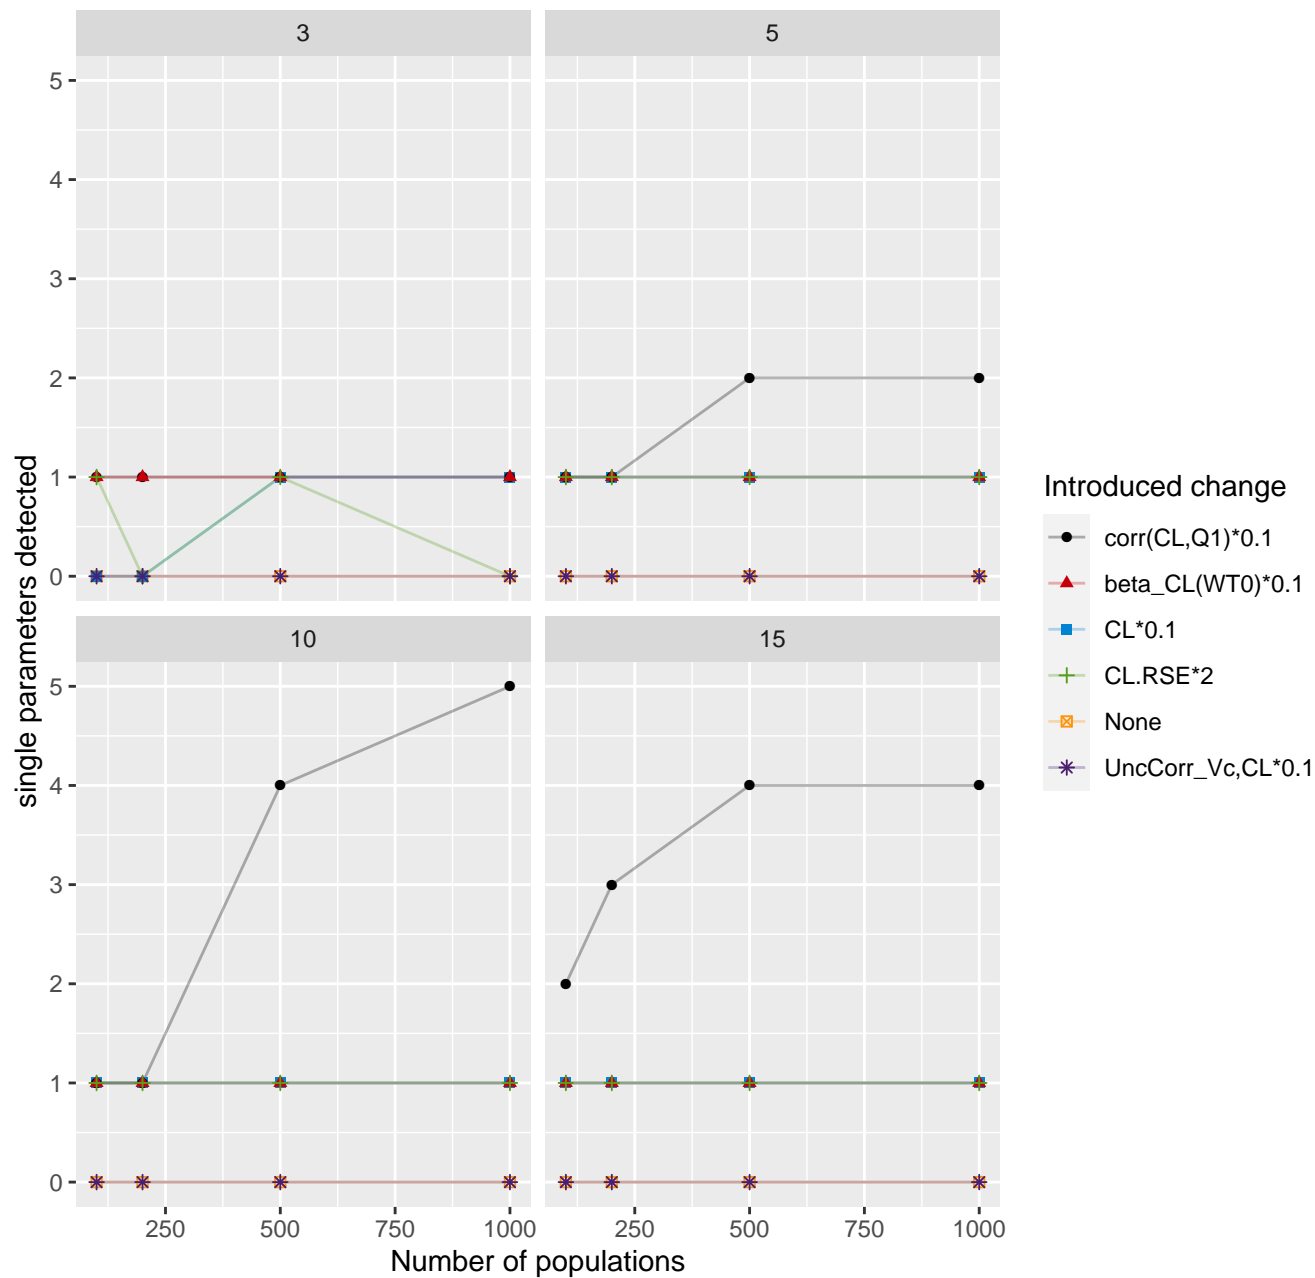 3
5
5
4
3
2
1
0
10
15
5
4
3
2
1
0
250
500
750
1000
250
500
750
1000
Number of populations
single parameters detected
Introduced change
corr(CL,Q1)*0.1
beta_CL(WT0)*0.1
CL*0.1
CL.RSE*2
None
UncCorr_Vc,CL*0.1